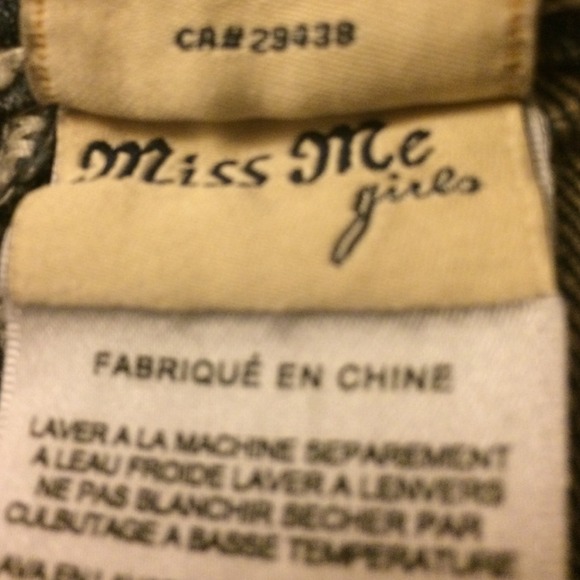 CA#29438
Miss Me
girls
FABRIQUÉ EN CHINE
LAVER A LA MACHINE SEPAREMENT
A LEAU FROIDE LAVER A LENVERS
NE PAS BLANCHIR SECHER PAR
CULBUTAGE A BASSE TEMPERATURE